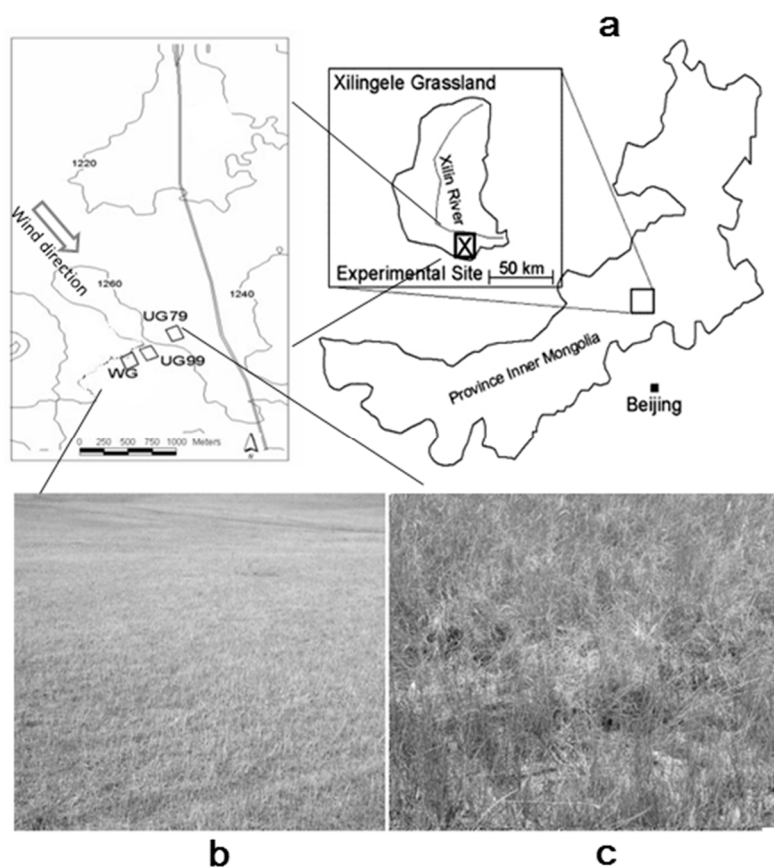 a
Xilingele Grassland
Xilin River
Experimental Site
50 km
Province Inner Mongolia
Beijing
1220
Wind direction
1260
1240
UG79
UG99
WG
0 250 500 750 1000 Meters
N
b
c